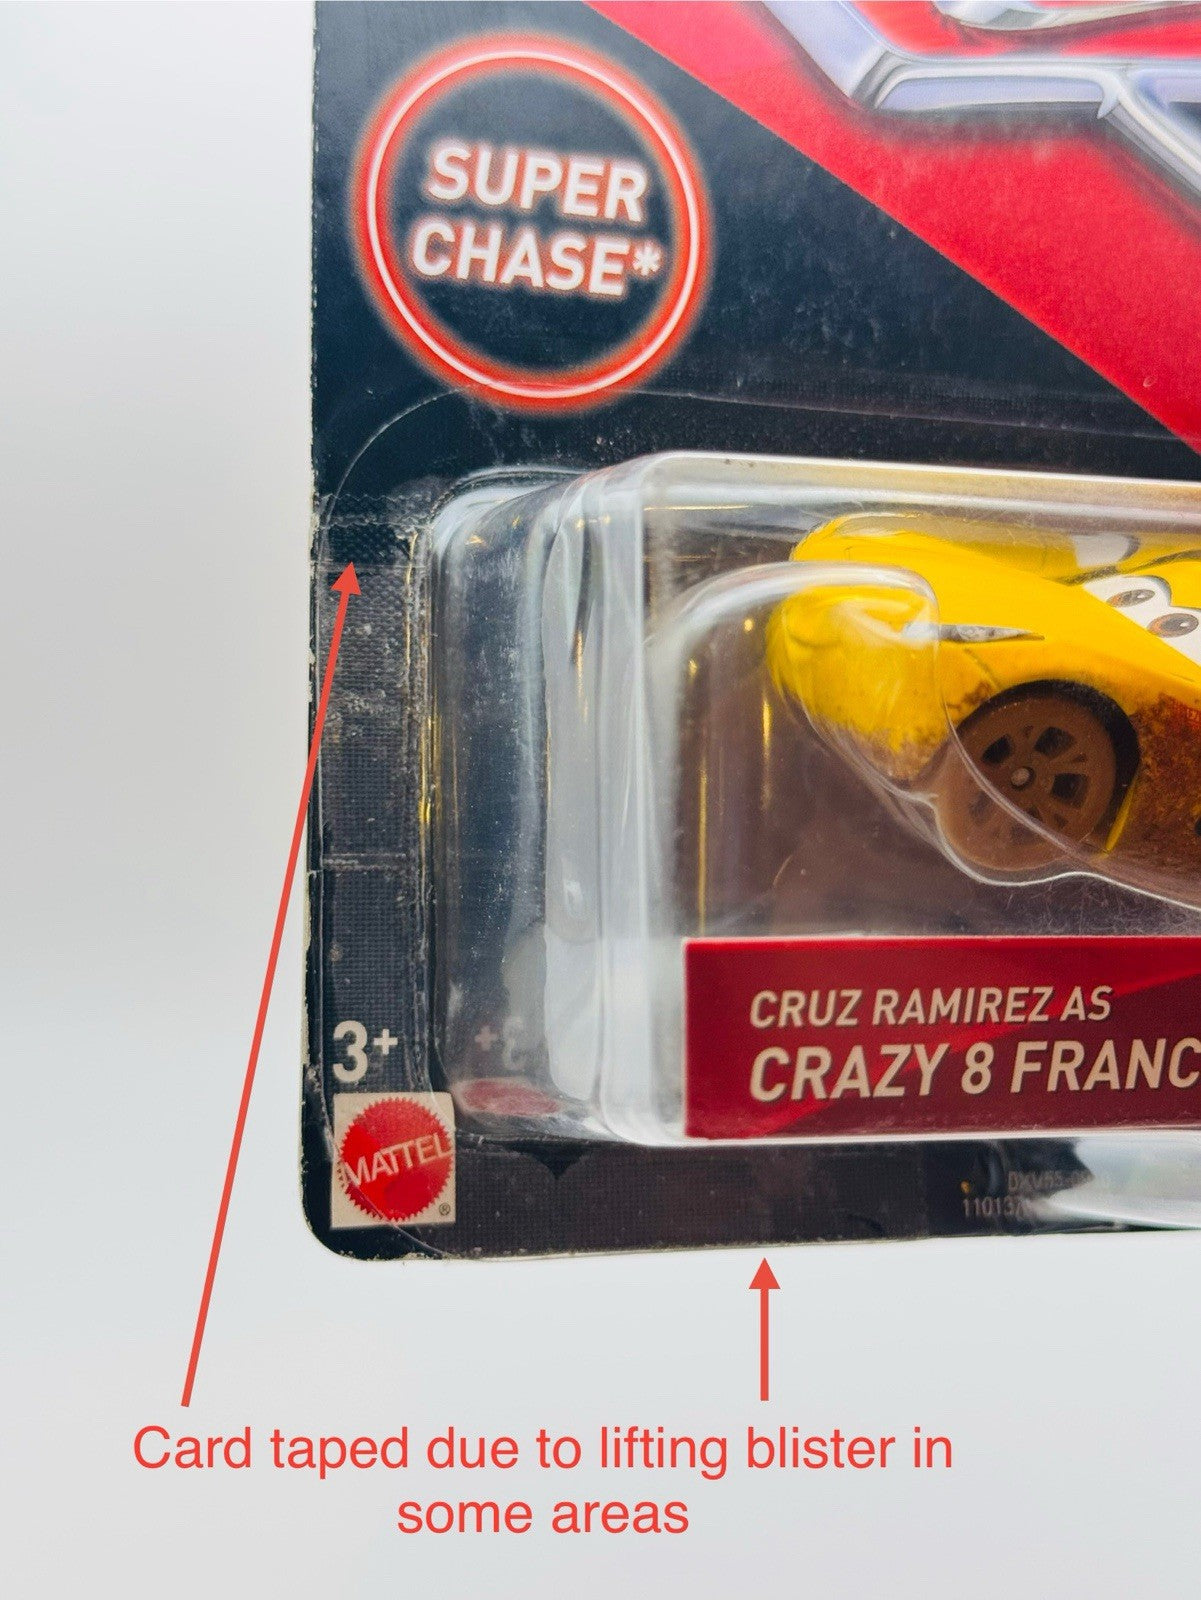 SUPER
CHASE*
3+
MATTEL
®
CRUZ RAMIREZ AS
CRAZY 8 FRANC
Card taped due to lifting blister in
some areas